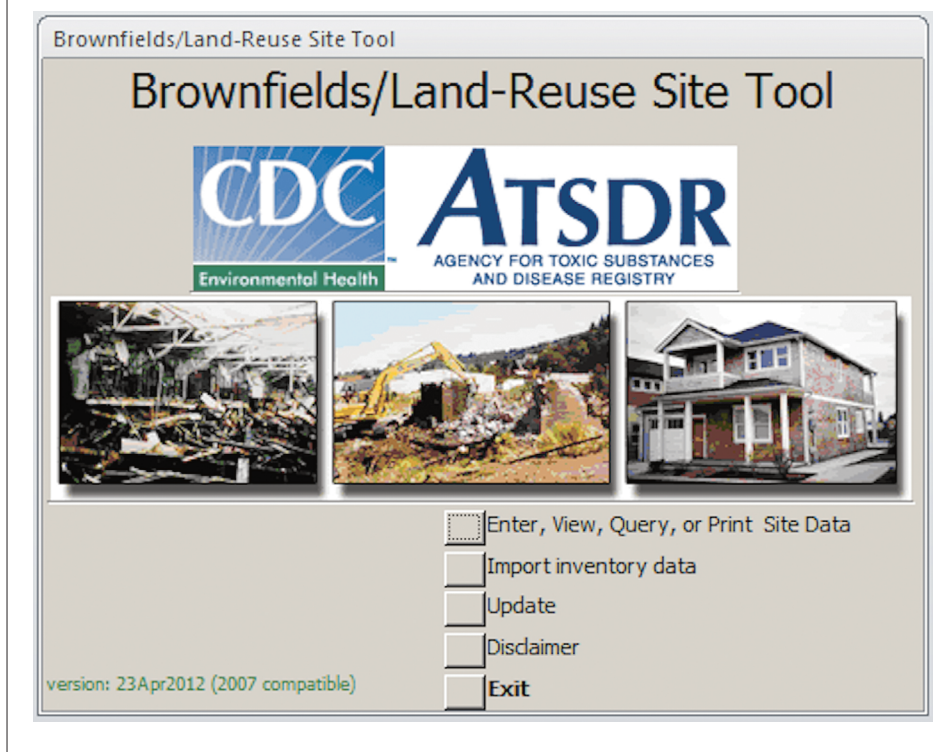 Brownfields/Land-Reuse Site Tool
Brownfields/Land-Reuse Site Tool
CDC
Environmental Health
™
ATSDR
AGENCY FOR TOXIC SUBSTANCES
AND DISEASE REGISTRY
Enter, View, Query, or Print Site Data
Import inventory data
Update
Disclaimer
version: 23Apr2012 (2007 compatible)
Exit